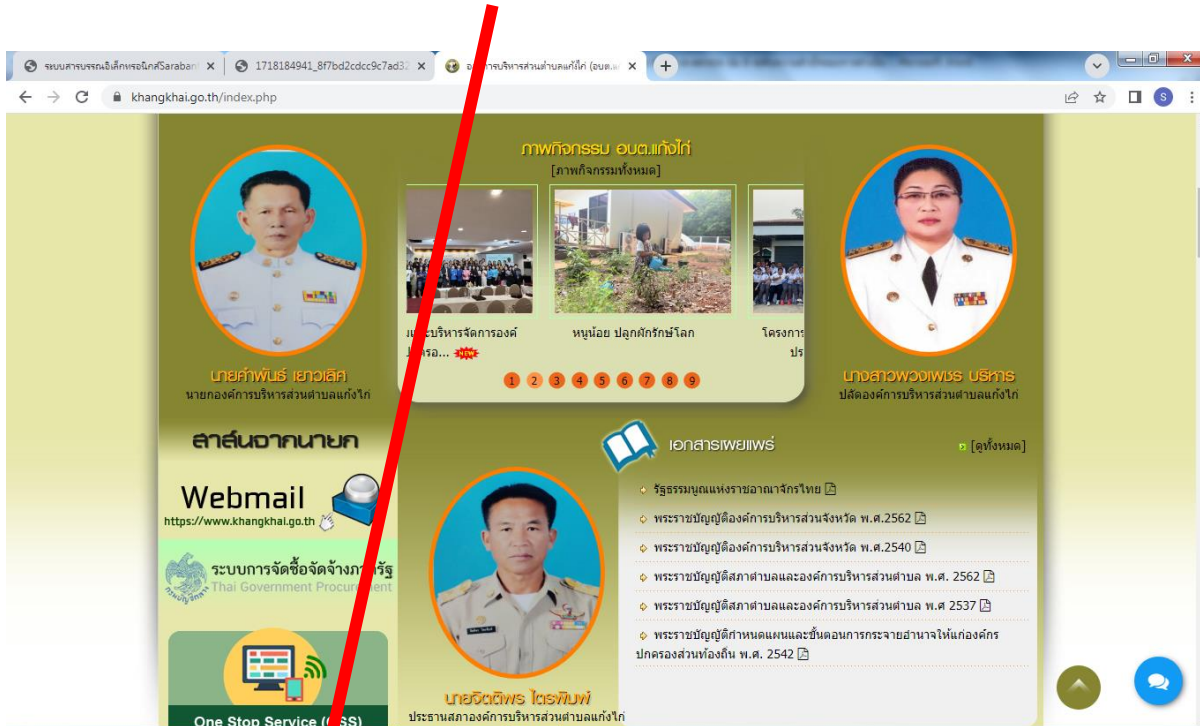 ระบบสารบรรณอิเล็กทรอนิกส์Saraban
1718184941_8f7bd2cdcc9c7ad32
องค์การบริหารส่วนตำบลแก้งไก่ (อบต.แ
khangkhai.go.th/index.php
S
ภาพกิจกรรม อบต.แก้งไก่
[ภาพกิจกรรมทั้งหมด]
บริหารจัดการองค์
รอ... NEW
หนูน้อย ปลูกผักรักษ์โลก
โครงการ
ปร
1 2 3 4 5 6 7 8 9
นายคำพันธ์ เยาวเลิศ
นายกองค์การบริหารส่วนตำบลแก้งไก่
นางสาวพวงเพชร บริหาร
ปลัดองค์การบริหารส่วนตำบลแก้งไก่
สาส์นจากนายก
Webmail
https://www.khangkhai.go.th
ระบบการจัดซื้อจัดจ้างภาครัฐ
Thai Government Procurement
One Stop Service (OSS)
เอกสารเผยแพร่
[ดูทั้งหมด]
รัฐธรรมนูณแห่งราชอาณาจักรไทย
พระราชบัญญัติองค์การบริหารส่วนจังหวัด พ.ศ.2562
พระราชบัญญัติองค์การบริหารส่วนจังหวัด พ.ศ.2540
พระราชบัญญัติสภาตำบลและองค์การบริหารส่วนตำบล พ.ศ. 2562
พระราชบัญญัติสภาตำบลและองค์การบริหารส่วนตำบล พ.ศ 2537
พระราชบัญญัติกำหนดแผนและขั้นตอนการกระจายอำนาจให้แก่องค์กร
ปกครองส่วนท้องถิ่น พ.ศ. 2542
นายจิตติพร ไตรพิมพ์
ประธานสภาองค์การบริหารส่วนตำบลแก้งไก่